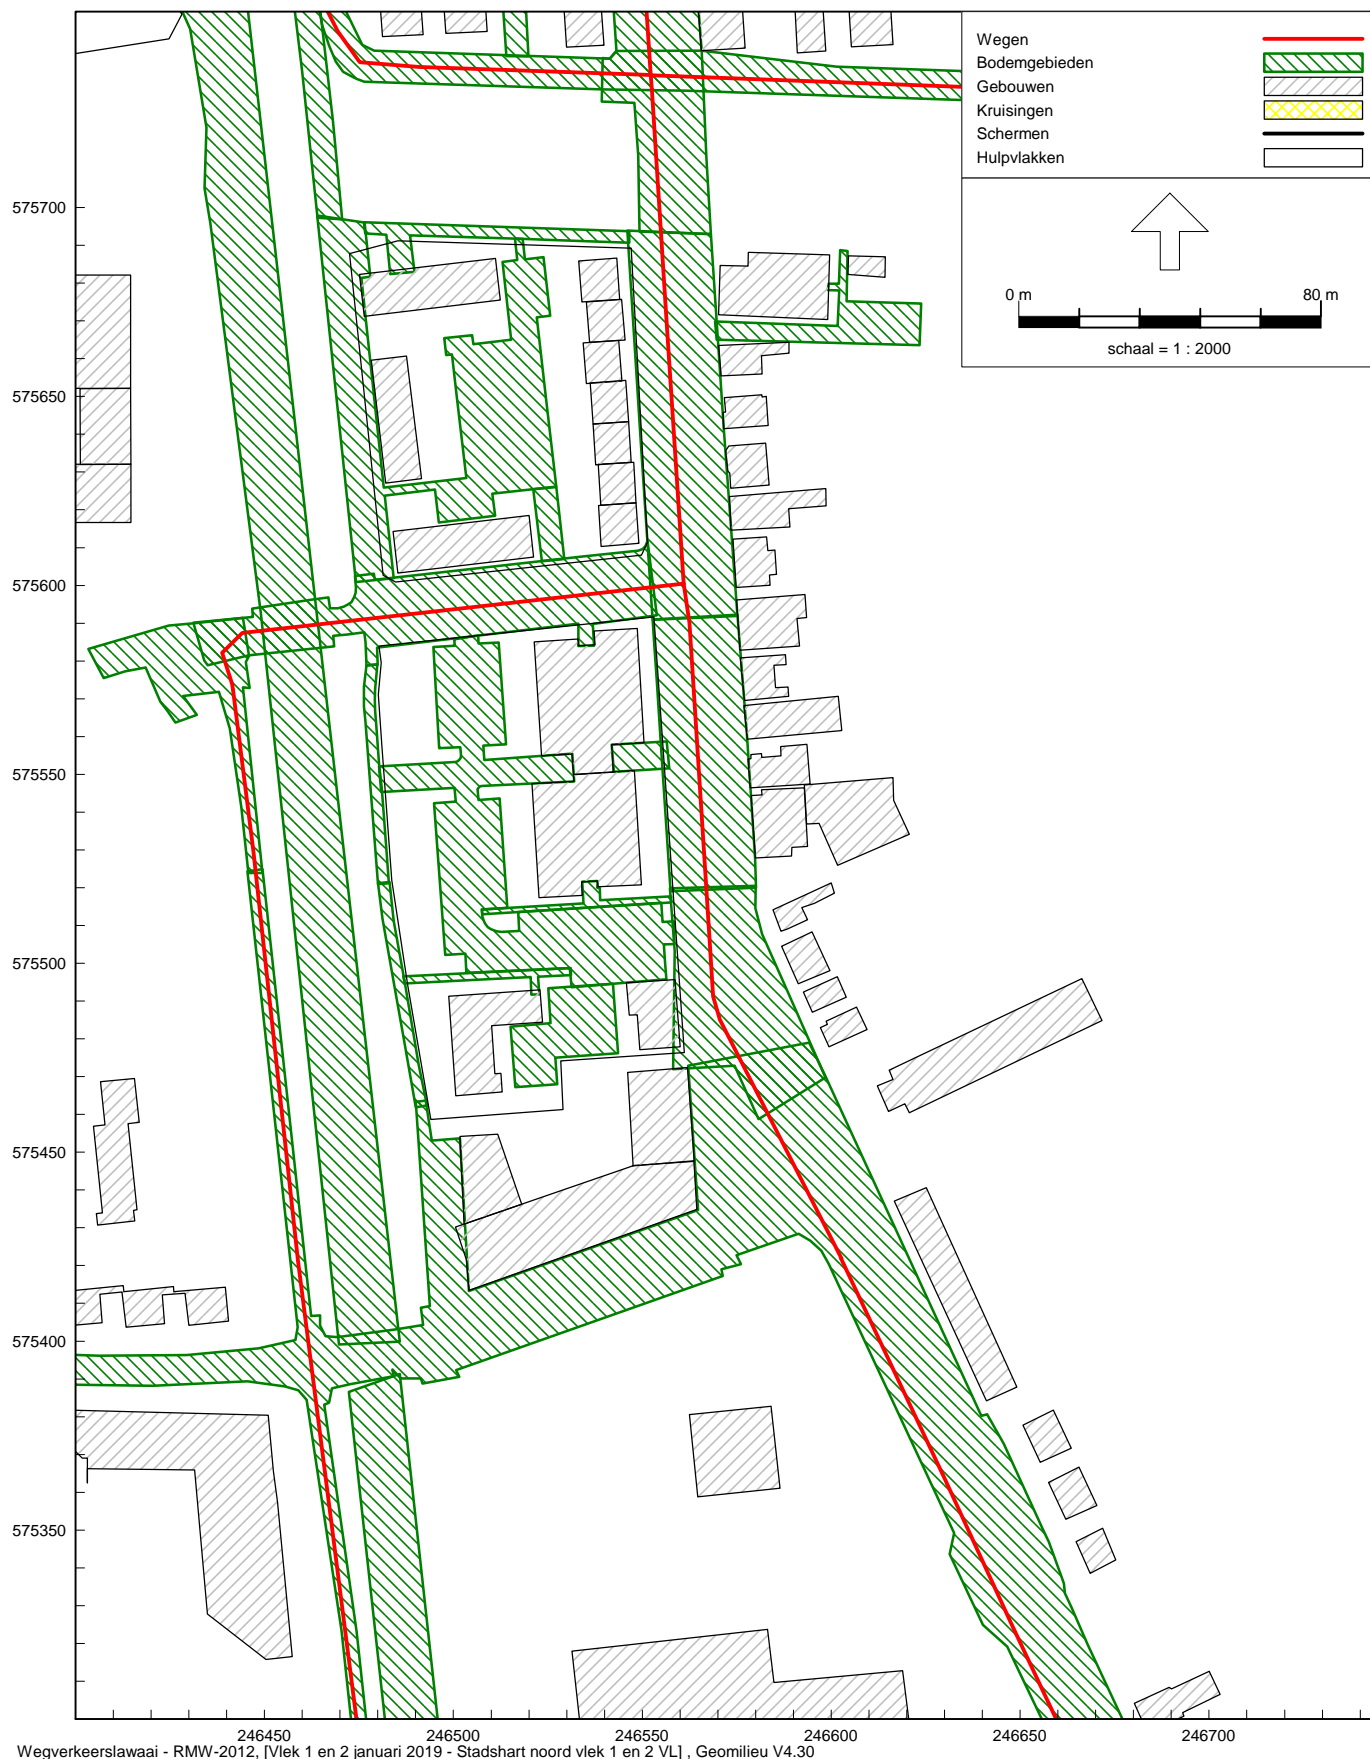 Wegen
Bodemgebieden
Gebouwen
Kruisingen
Schermen
Hulpvlakken
0 m 80 m
schaal = 1 : 2000
575700
575650
575600
575550
575500
575450
575400
575350
246450 246500 246550 246600 246650 246700
Wegverkeerslawaai - RMW-2012, [Vlek 1 en 2 januari 2019 - Stadshart noord vlek 1 en 2 VL] , Geomilieu V4.30